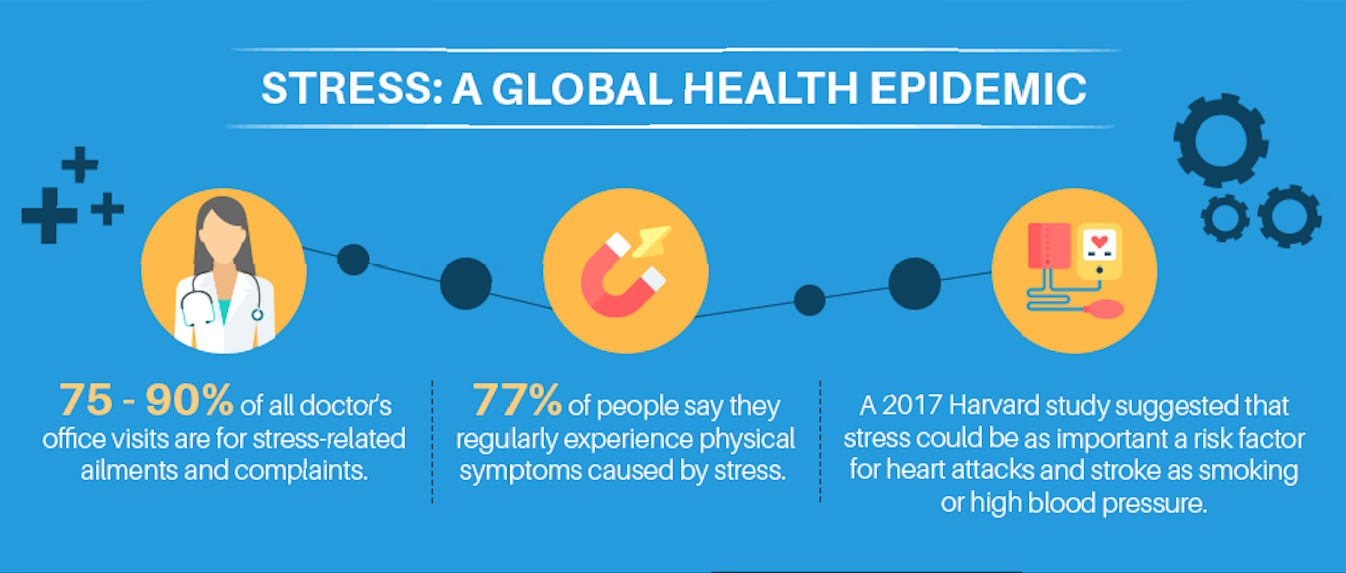 STRESS: A GLOBAL HEALTH EPIDEMIC
75 - 90% of all doctor's
office visits are for stress-related
ailments and complaints.
77% of people say they
regularly experience physical
symptoms caused by stress.
A 2017 Harvard study suggested that
stress could be as important a risk factor
for heart attacks and stroke as smoking
or high blood pressure.